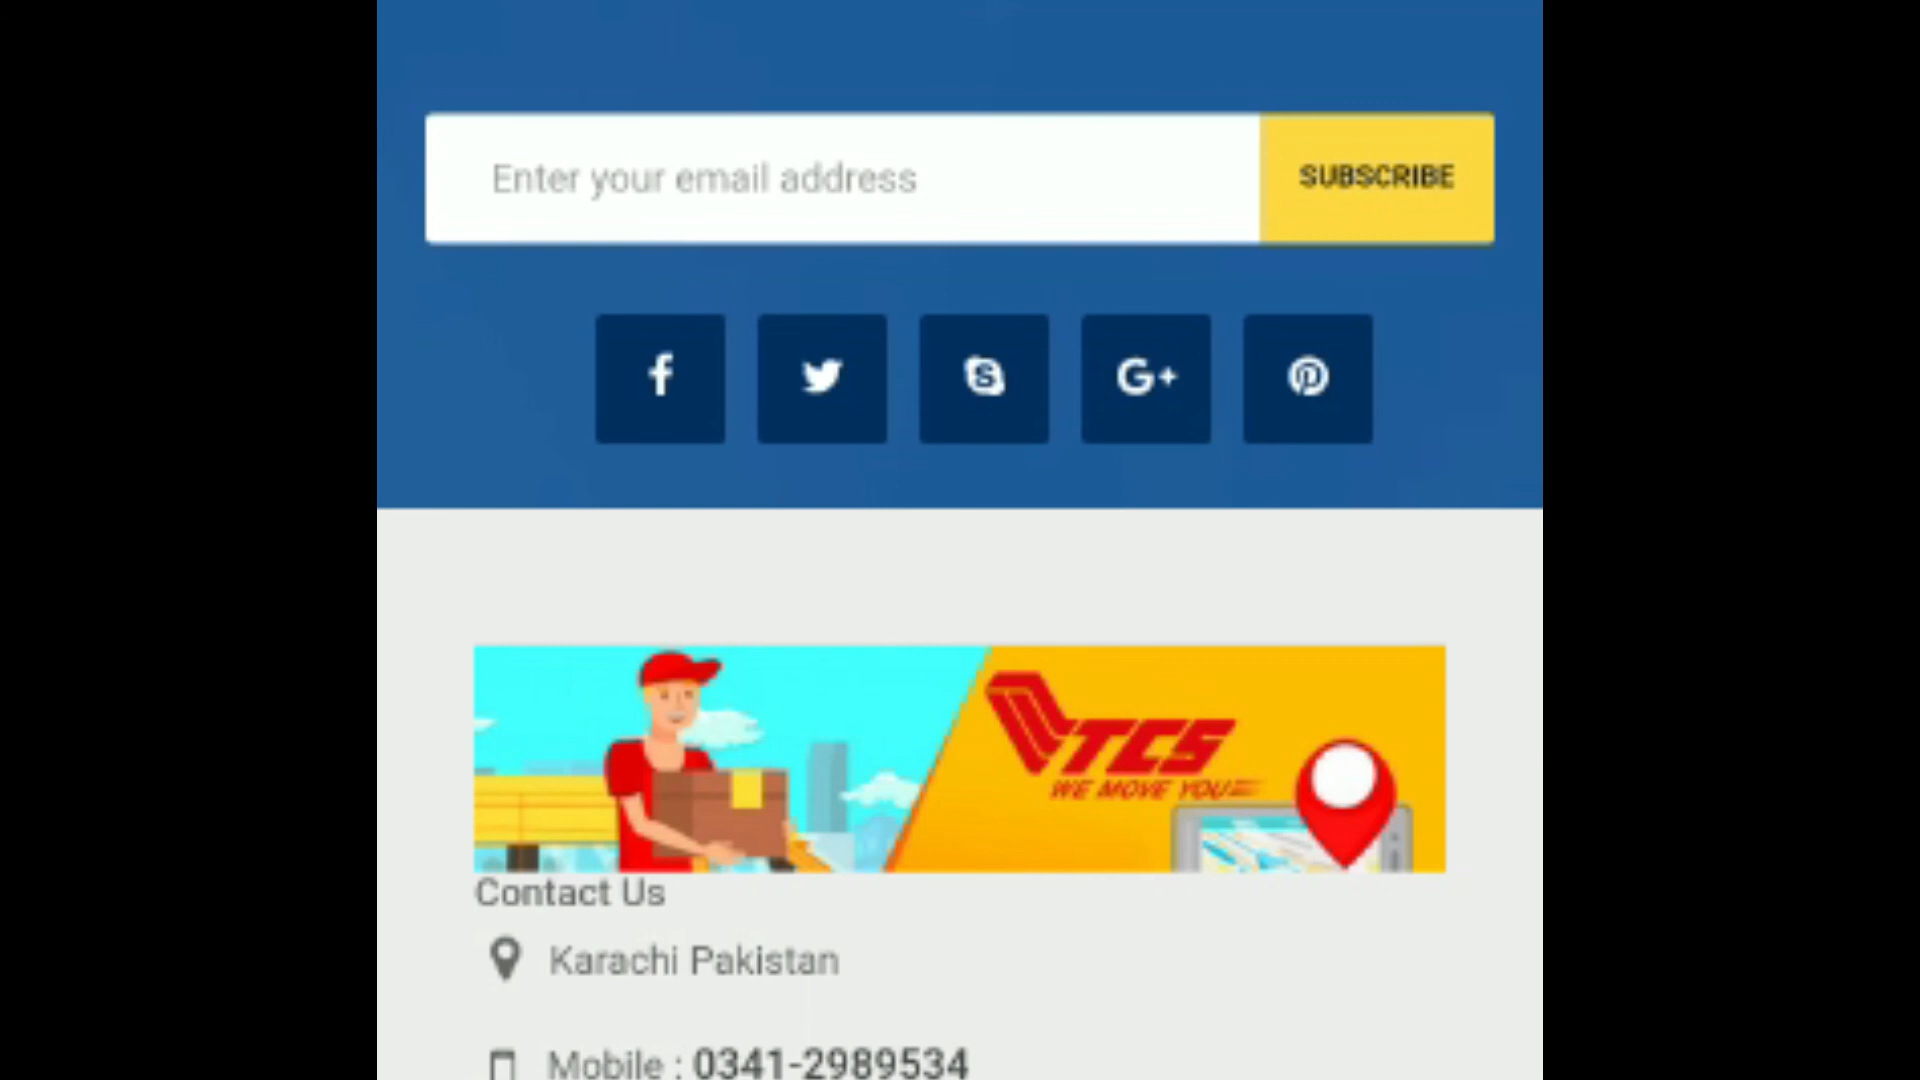 Enter your email address
SUBSCRIBE
G+
TCS
WE MOVE YOU
Contact Us
Karachi Pakistan
Mobile : 0341-2989534